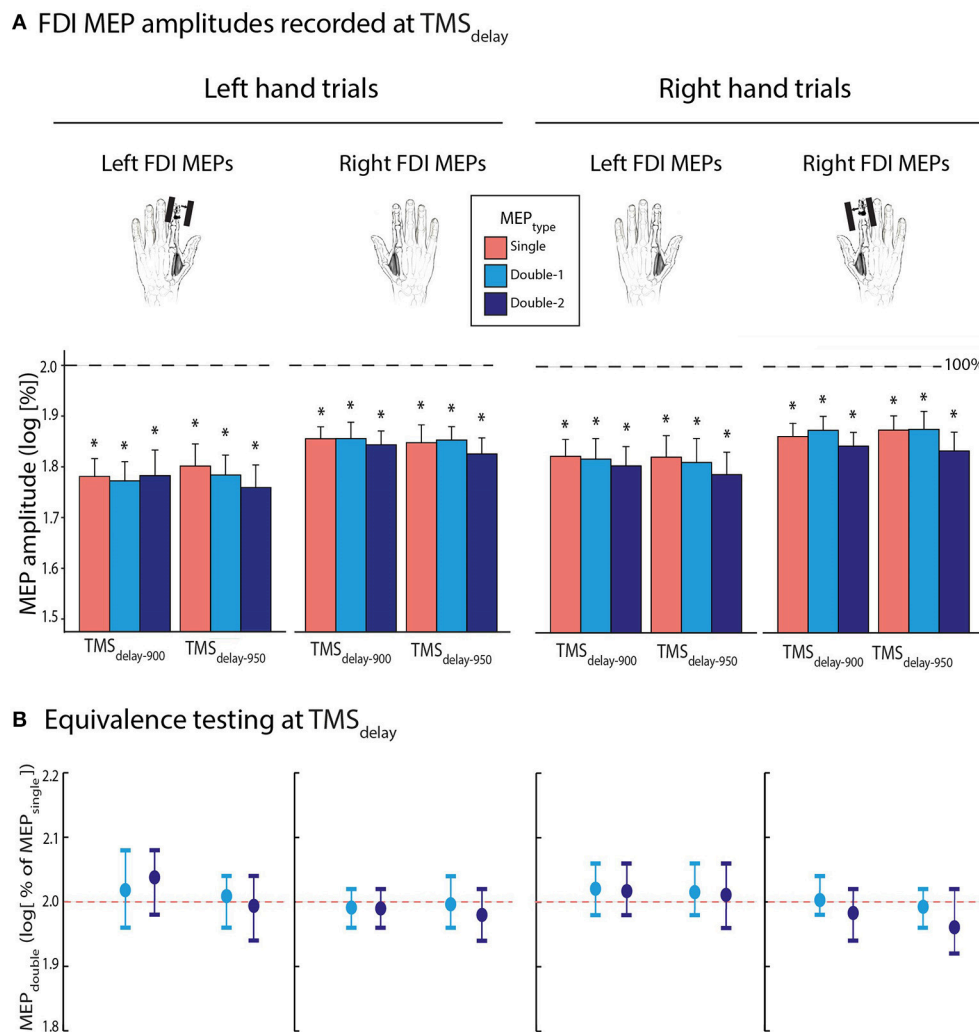 A FDI MEP amplitudes recorded at TMSdelay
Left hand trials
Right hand trials
Left FDI MEPs
Right FDI MEPs
Left FDI MEPs
Right FDI MEPs
MEPtype
Single
Double-1
Double-2
MEP amplitude (log [%])
2.0
1.9
1.8
1.7
1.6
1.5
100%
* * * * * *
* * * * * *
* * * * * *
* * * * * *
TMSdelay-900
TMSdelay-950
TMSdelay-900
TMSdelay-950
TMSdelay-900
TMSdelay-950
TMSdelay-900
TMSdelay-950
B Equivalence testing at TMSdelay
MEPdouble (log[ % of MEPsingle])
2.2
2.1
2.0
1.9
1.8